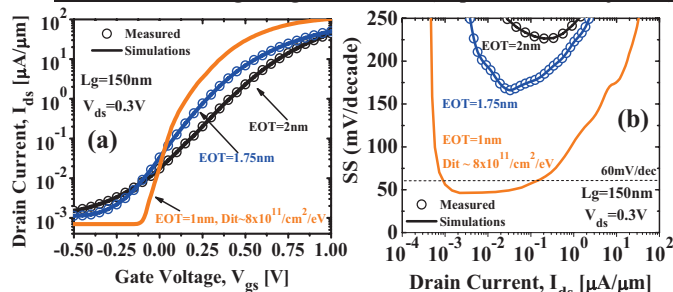 Drain Current, I_ds [μA/μm]
10^2
10^1
10^0
10^-1
10^-2
10^-3
Measured
Simulations
Lg=150nm
V_ds=0.3V
(a)
EOT=2nm
EOT=1.75nm
EOT=1nm, Dit~8x10^11/cm^2/eV
-0.50 -0.25 0.00 0.25 0.50 0.75 1.00
Gate Voltage, V_gs [V]
SS (mV/decade)
250
200
150
100
50
EOT=2nm
EOT=1.75nm
(b)
EOT=1nm
Dit ~ 8x10^11/cm^2/eV
60mV/dec
Measured
Simulations
Lg=150nm
V_ds=0.3V
10^-4 10^-3 10^-2 10^-1 10^0 10^1 10^2
Drain Current, I_ds [μA/μm]